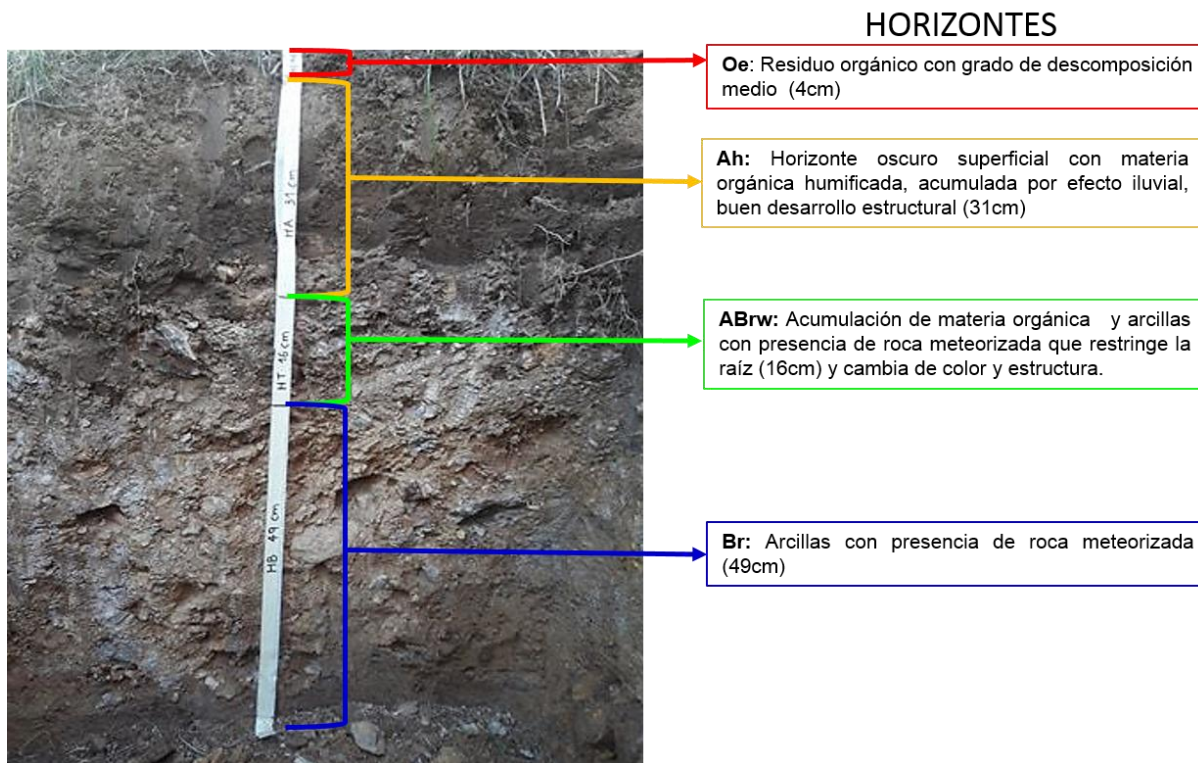 HORIZONTES
Oe: Residuo orgánico con grado de descomposición
medio (4cm)
Ah: Horizonte oscuro superficial con materia
orgánica humificada, acumulada por efecto iluvial,
buen desarrollo estructural (31cm)
HA 31 cm
ABrw: Acumulación de materia orgánica y arcillas
con presencia de roca meteorizada que restringe la
raíz (16cm) y cambia de color y estructura.
HT 16 cm
Br: Arcillas con presencia de roca meteorizada
(49cm)
HB 49 cm